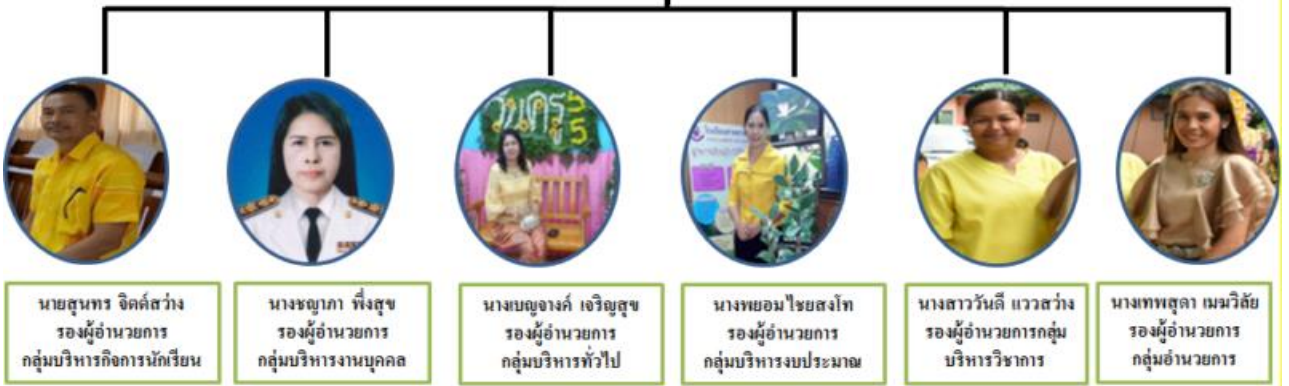 วันครู
55
นายสุนทร จิตต์สว่าง
รองผู้อำนวยการ
กลุ่มบริหารกิจการนักเรียน
นางชญาภา พึ่งสุข
รองผู้อำนวยการ
กลุ่มบริหารงานบุคคล
นางเบญจางค์ เจริญสุข
รองผู้อำนวยการ
กลุ่มบริหารทั่วไป
นางพยอม ไชยสงโท
รองผู้อำนวยการ
กลุ่มบริหารงบประมาณ
นางสาววันดี แววสว่าง
รองผู้อำนวยการกลุ่ม
บริหารวิชาการ
นางเทพสุดา เมฆวิลัย
รองผู้อำนวยการ
กลุ่มอำนวยการ